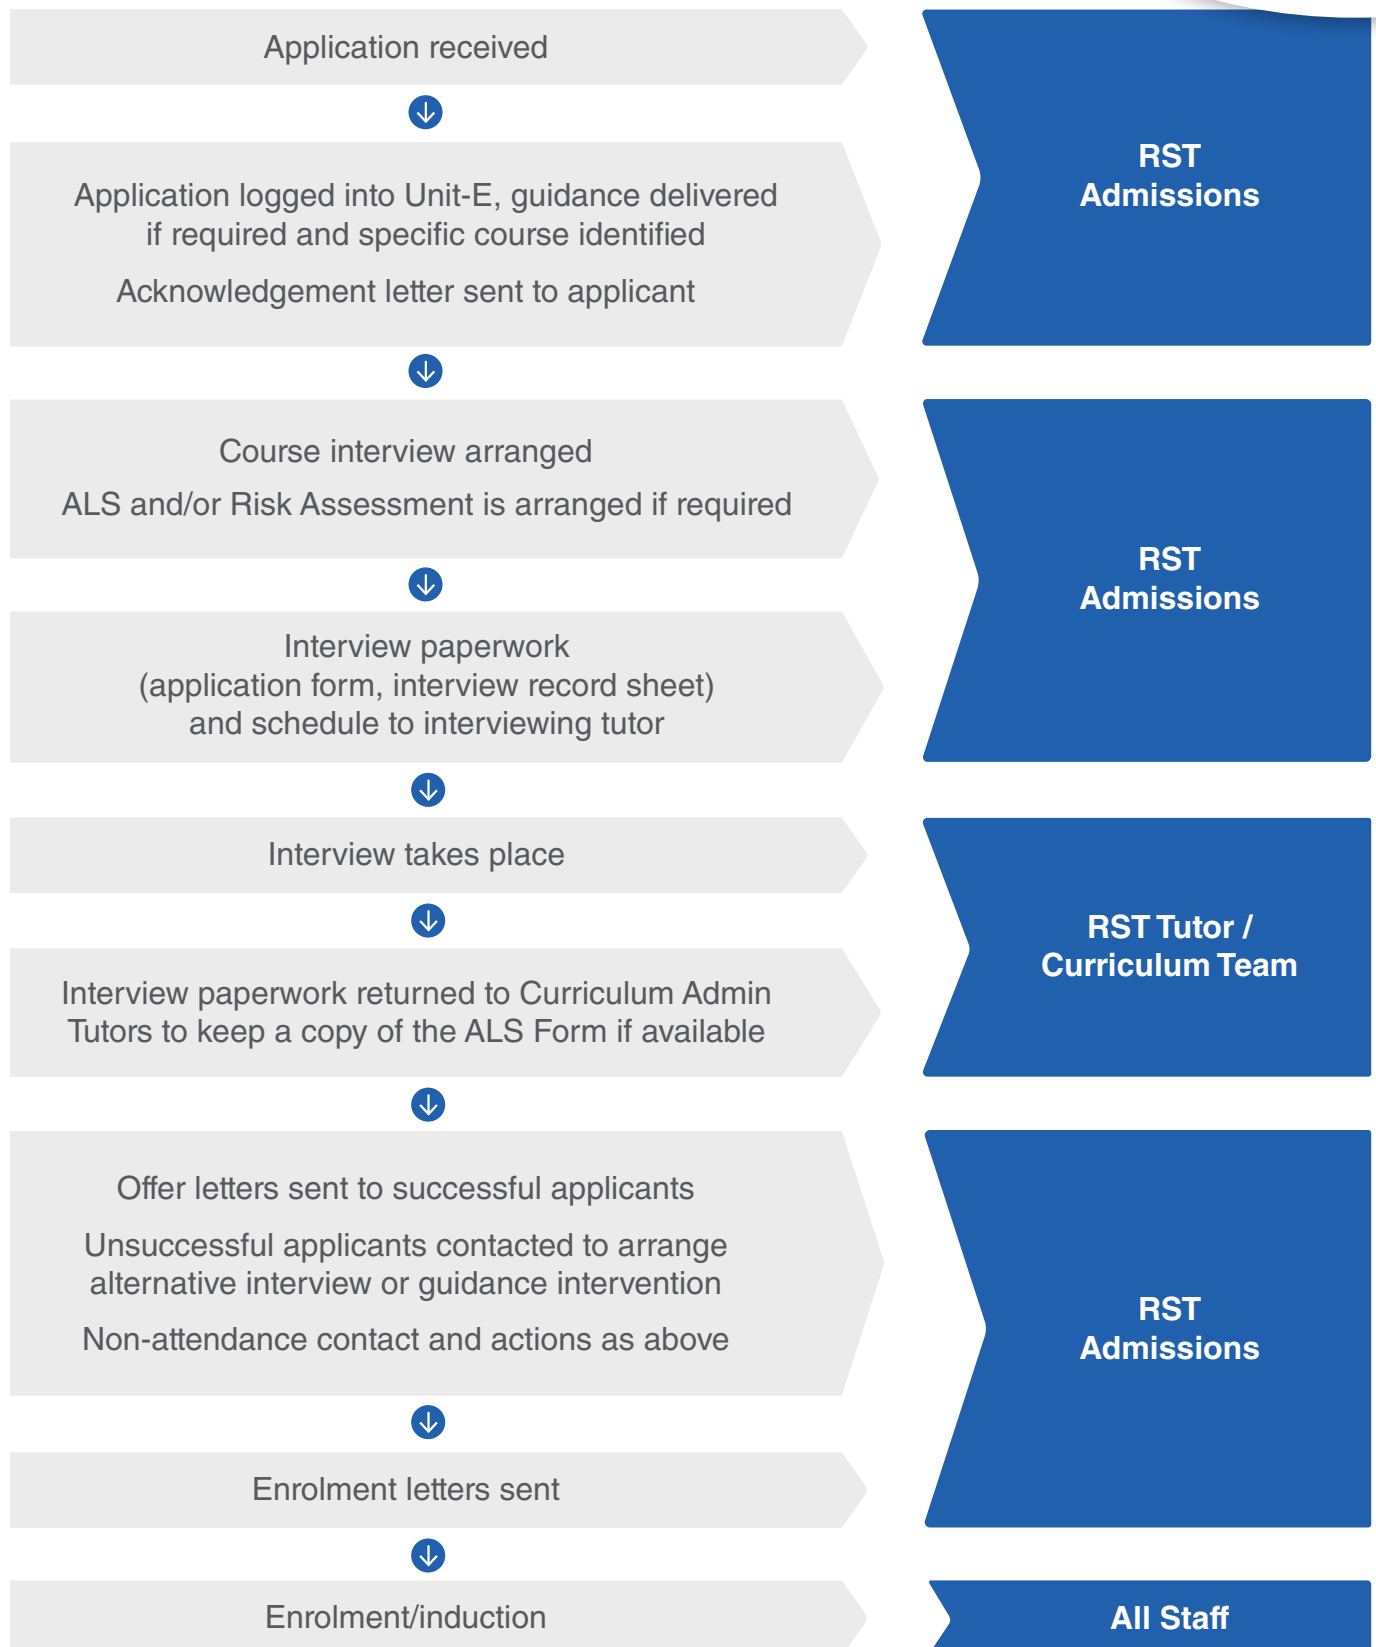 Application received
Application logged into Unit-E, guidance delivered
if required and specific course identified
Acknowledgement letter sent to applicant
RST
Admissions
Course interview arranged
ALS and/or Risk Assessment is arranged if required
Interview paperwork
(application form, interview record sheet)
and schedule to interviewing tutor
RST
Admissions
Interview takes place
Interview paperwork returned to Curriculum Admin
Tutors to keep a copy of the ALS Form if available
RST Tutor /
Curriculum Team
Offer letters sent to successful applicants
Unsuccessful applicants contacted to arrange
alternative interview or guidance intervention
Non-attendance contact and actions as above
Enrolment letters sent
RST
Admissions
Enrolment/induction
All Staff